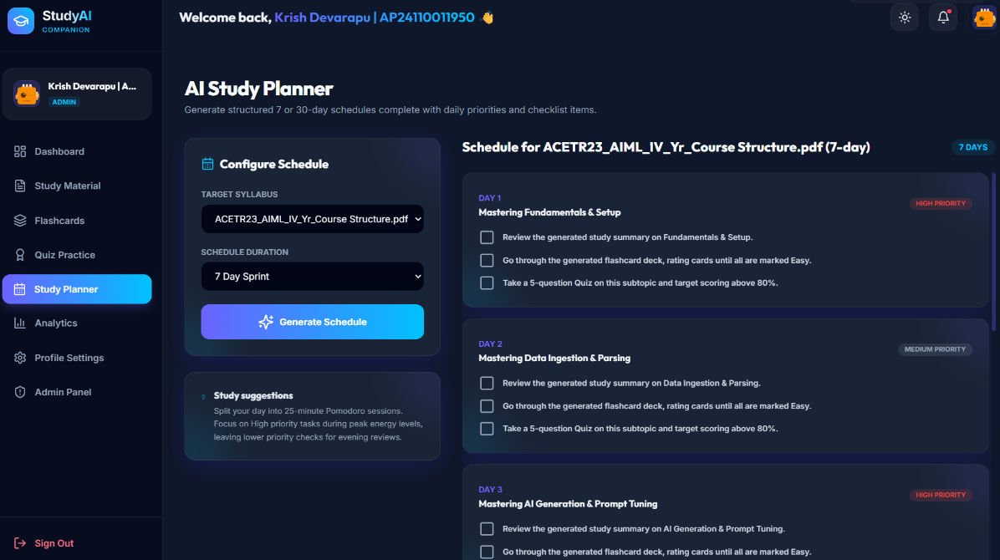 StudyAI
COMPANION
Welcome back, Krish Devarapu | AP24110011950 👋
Krish Devarapu | A...
ADMIN
Dashboard
Study Material
Flashcards
Quiz Practice
Study Planner
Analytics
Profile Settings
Admin Panel
Sign Out
AI Study Planner
Generate structured 7 or 30-day schedules complete with daily priorities and checklist items.
Configure Schedule
TARGET SYLLABUS
ACETR23_AIML_IV_Yr_Course Structure.pdf
SCHEDULE DURATION
7 Day Sprint
Generate Schedule
Study suggestions
Split your day into 25-minute Pomodoro sessions.
Focus on High priority tasks during peak energy levels,
leaving lower priority checks for evening reviews.
Schedule for ACETR23_AIML_IV_Yr_Course Structure.pdf (7-day)
7 DAYS
DAY 1
HIGH PRIORITY
Mastering Fundamentals & Setup
Review the generated study summary on Fundamentals & Setup.
Go through the generated flashcard deck, rating cards until all are marked Easy.
Take a 5-question Quiz on this subtopic and target scoring above 80%.
DAY 2
MEDIUM PRIORITY
Mastering Data Ingestion & Parsing
Review the generated study summary on Data Ingestion & Parsing.
Go through the generated flashcard deck, rating cards until all are marked Easy.
Take a 5-question Quiz on this subtopic and target scoring above 80%.
DAY 3
HIGH PRIORITY
Mastering AI Generation & Prompt Tuning
Review the generated study summary on AI Generation & Prompt Tuning.
Go through the generated flashcard deck, rating cards until all are marked Easy.